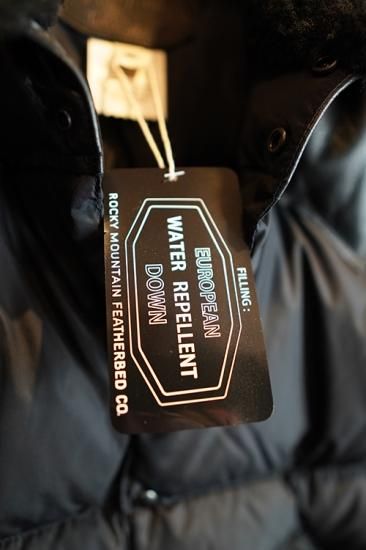 FILLING:
EUROPEAN
WATER REPELLENT
DOWN
ROCKY MOUNTAIN FEATHERBED CO.